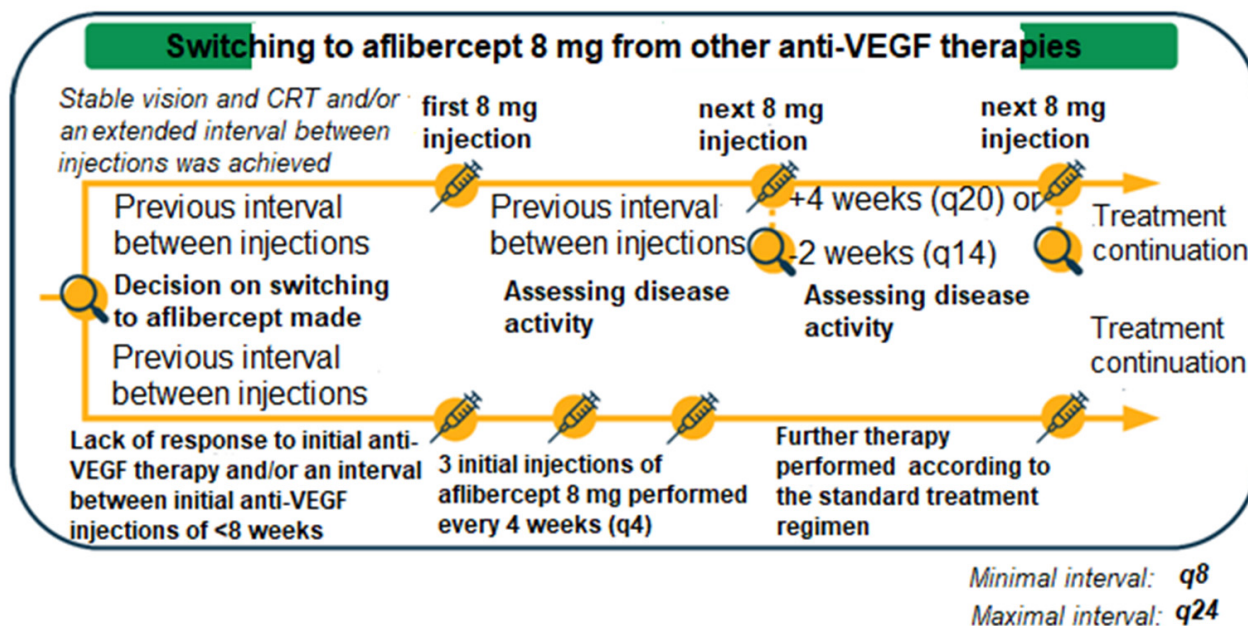 Switching to aflibercept 8 mg from other anti-VEGF therapies
Stable vision and CRT and/or
an extended interval between
injections was achieved
first 8 mg
injection
next 8 mg
injection
next 8 mg
injection
Previous interval
between injections
Previous interval
between injections
+4 weeks (q20) or
-2 weeks (q14)
Treatment
continuation
Decision on switching
to aflibercept made
Assessing disease
activity
Assessing disease
activity
Previous interval
between injections
Treatment
continuation
Lack of response to initial anti-
VEGF therapy and/or an interval
between initial anti-VEGF
injections of <8 weeks
3 initial injections of
aflibercept 8 mg performed
every 4 weeks (q4)
Further therapy
performed according to
the standard treatment
regimen
Minimal interval: q8
Maximal interval: q24